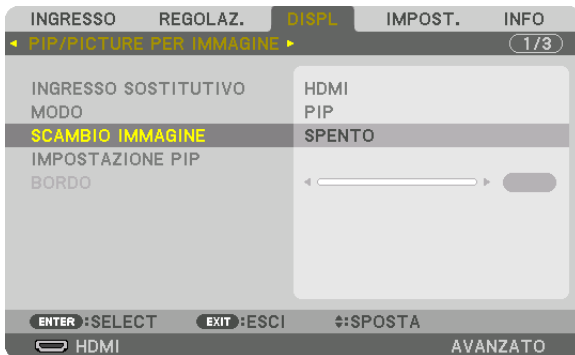 INGRESSO REGOLAZ. DISPL IMPOST. INFO
PIP/PICTURE PER IMMAGINE 1/3
INGRESSO SOSTITUTIVO HDMI
MODO PIP
SCAMBIO IMMAGINE SPENTO
IMPOSTAZIONE PIP
BORDO
ENTER :SELECT EXIT :ESCI :SPOSTA
HDMI AVANZATO